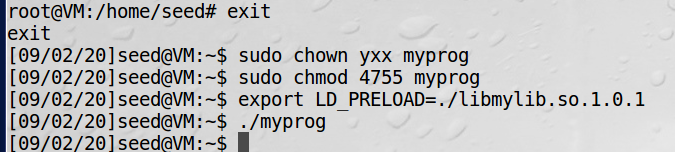 root@VM:/home/seed# exit
exit
[09/02/20]seed@VM:~$ sudo chown yxx myprog
[09/02/20]seed@VM:~$ sudo chmod 4755 myprog
[09/02/20]seed@VM:~$ export LD_PRELOAD=./libmylib.so.1.0.1
[09/02/20]seed@VM:~$ ./myprog
[09/02/20]seed@VM:~$